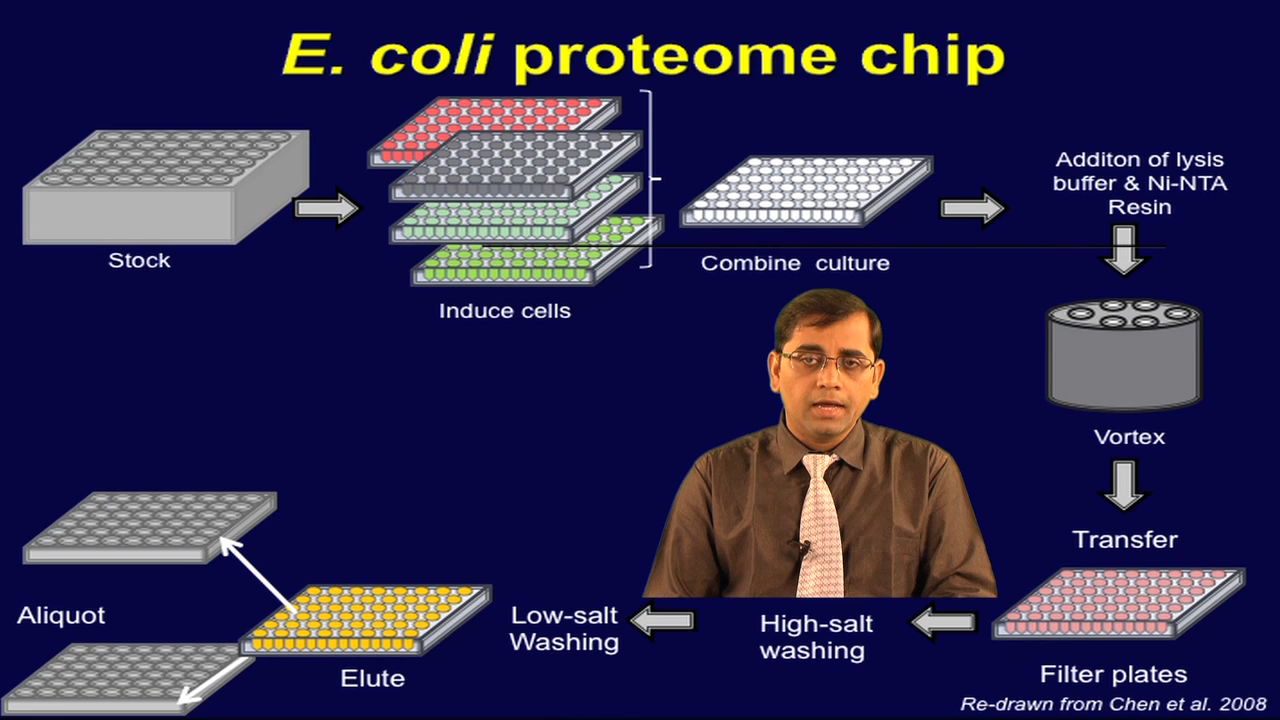 E. coli proteome chip
Stock
Induce cells
Combine culture
Additon of lysis
buffer & Ni-NTA
Resin
Vortex
Transfer
Filter plates
High-salt
washing
Low-salt
Washing
Elute
Aliquot
Re-drawn from Chen et al. 2008